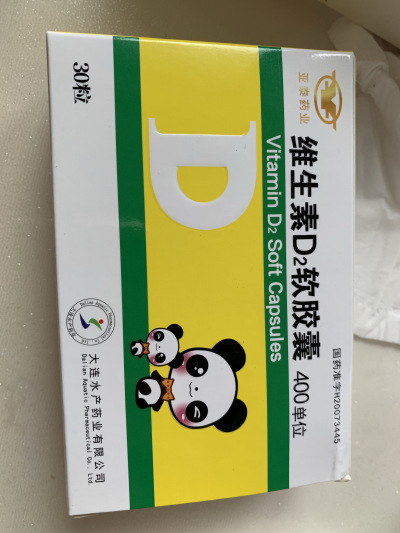 亚泰药业
维生素D2软胶囊 400单位
Vitamin D2 Soft Capsules
国药准字H20073445
D
30粒
大连水产药业有限公司
Dalian Aquatic Pharmaceutical Co., Ltd.